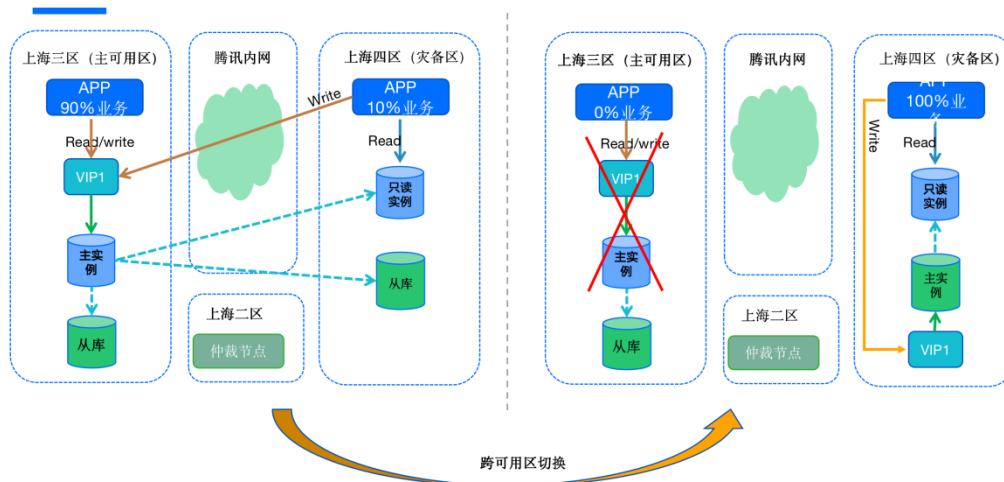 上海三区（主可用区）
腾讯内网
上海四区（灾备区）
APP
90%业务
Write
APP
10%业务
Read/write
Read
VIP1
只读
实例
主实
例
从库
从库
上海二区
仲裁节点
上海三区（主可用区）
腾讯内网
上海四区（灾备区）
APP
0%业务
100%业
Write
Read/write
Read
VIP1
只读
实例
主实
例
主实
例
从库
上海二区
仲裁节点
VIP1
跨可用区切换